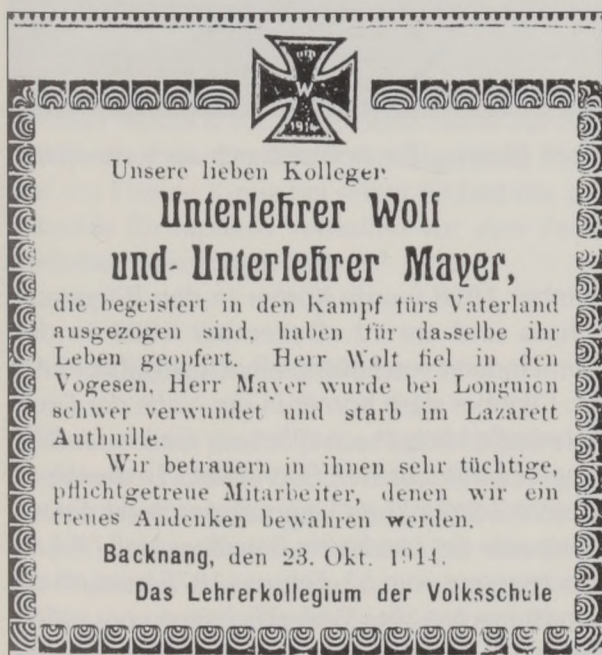 W
1914
Unsere lieben Kolleger
Unterlehrer Wolf
und Unterlehrer Mayer,
die begeistert in den Kampf fürs Vaterland
ausgezogen sind, haben für dasselbe ihr
Leben geopfert. Herr Wolf fiel in den
Vogesen, Herr Mayer wurde bei Longuion
schwer verwundet und starb im Lazarett
Authuille.
Wir betrauern in ihnen sehr tüchtige,
pflichtgetreue Mitarbeiter, denen wir ein
treues Andenken bewahren werden.
Backnang, den 23. Okt. 1914.
Das Lehrerkollegium der Volksschule